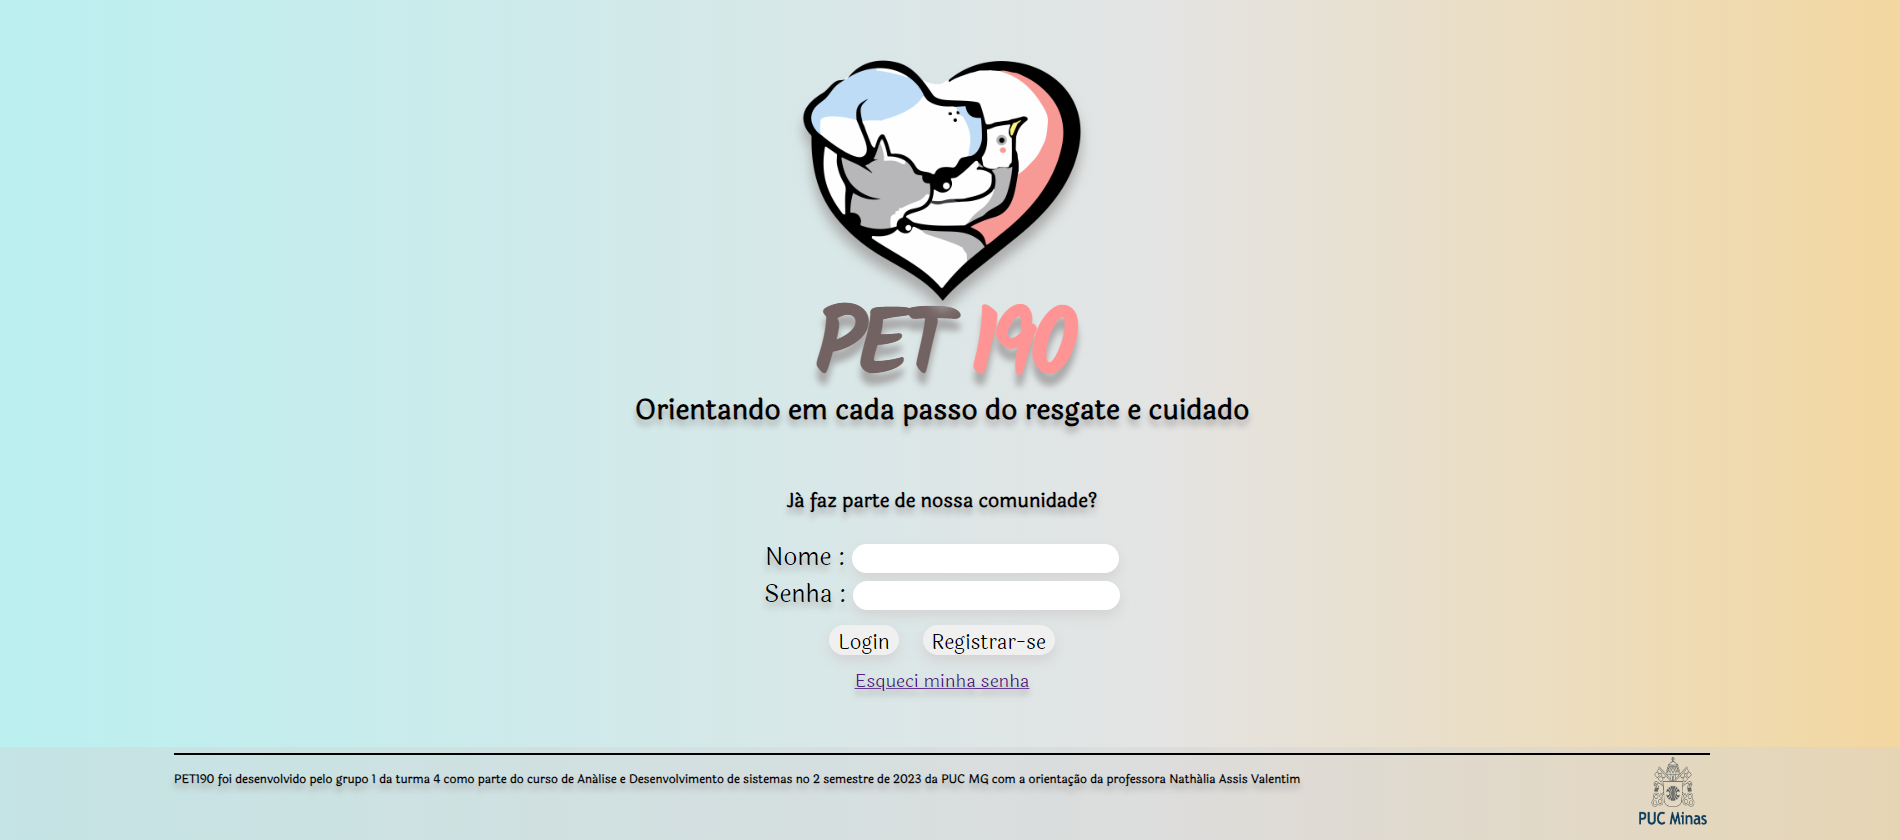 PET 190
Orientando em cada passo do resgate e cuidado
Jà faz parte de nossa comunidade?
Nome :
Senha :
Login Registrar-se
Esqueci minha senha
PET190 foi desenvolvido pelo grupo 1 da turma 4 como parte do curso de Anàlise e Desenvolvimento de sistemas no 2 semestre de 2023 da PUC MG com a orientação da professora Nathàlia Assis Valentim
PUC Minas